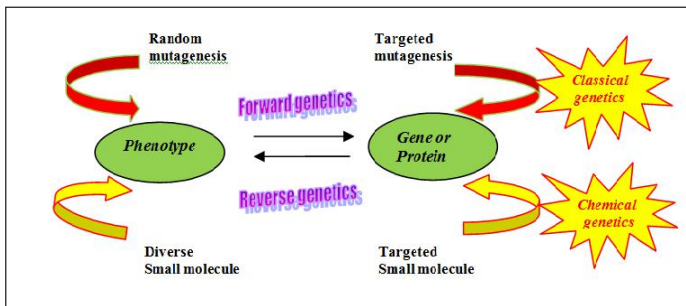 Random
mutagenesis
Targeted
mutagenesis
Classical
genetics
Forward genetics
Phenotype
Gene or
Protein
Reverse genetics
Chemical
genetics
Diverse
Small molecule
Targeted
Small molecule